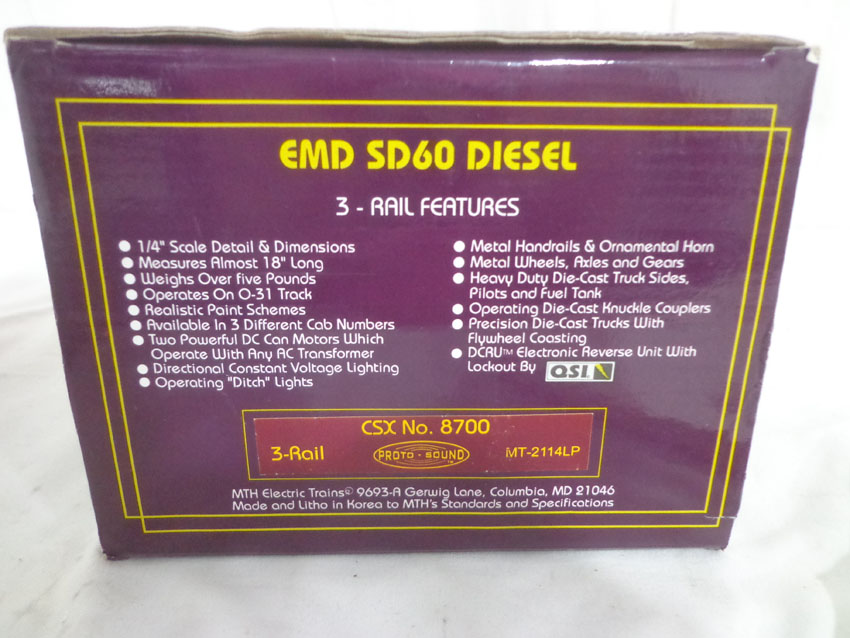 EMD SD60 DIESEL
3 - RAIL FEATURES
● 1/4" Scale Detail & Dimensions
● Measures Almost 18" Long
● Weighs Over Five Pounds
● Operates On O-31 Track
● Realistic Paint Schemes
● Available In 3 Different Cab Numbers
● Two Powerful DC Can Motors Which
Operate With Any AC Transformer
● Directional Constant Voltage Lighting
● Operating "Ditch" Lights
● Metal Handrails & Ornamental Horn
● Metal Wheels, Axles and Gears
● Heavy Duty Die-Cast Truck Sides,
Pilots and Fuel Tank
● Operating Die-Cast Knuckle Couplers
● Precision Die-Cast Trucks With
Flywheel Coasting
● DCRU™ Electronic Reverse Unit With
Lockout By QSI
CSX No. 8700
3-Rail PROTO-SOUND™ MT-2114LP
MTH Electric Trains© 9693-A Gerwig Lane, Columbia, MD 21046
Made and Litho in Korea to MTH's Standards and Specifications